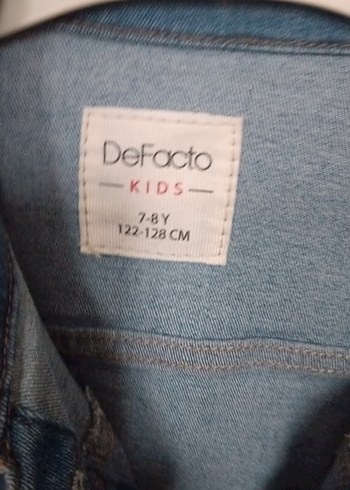 DeFacto
KIDS
7-8 Y
122-128 CM